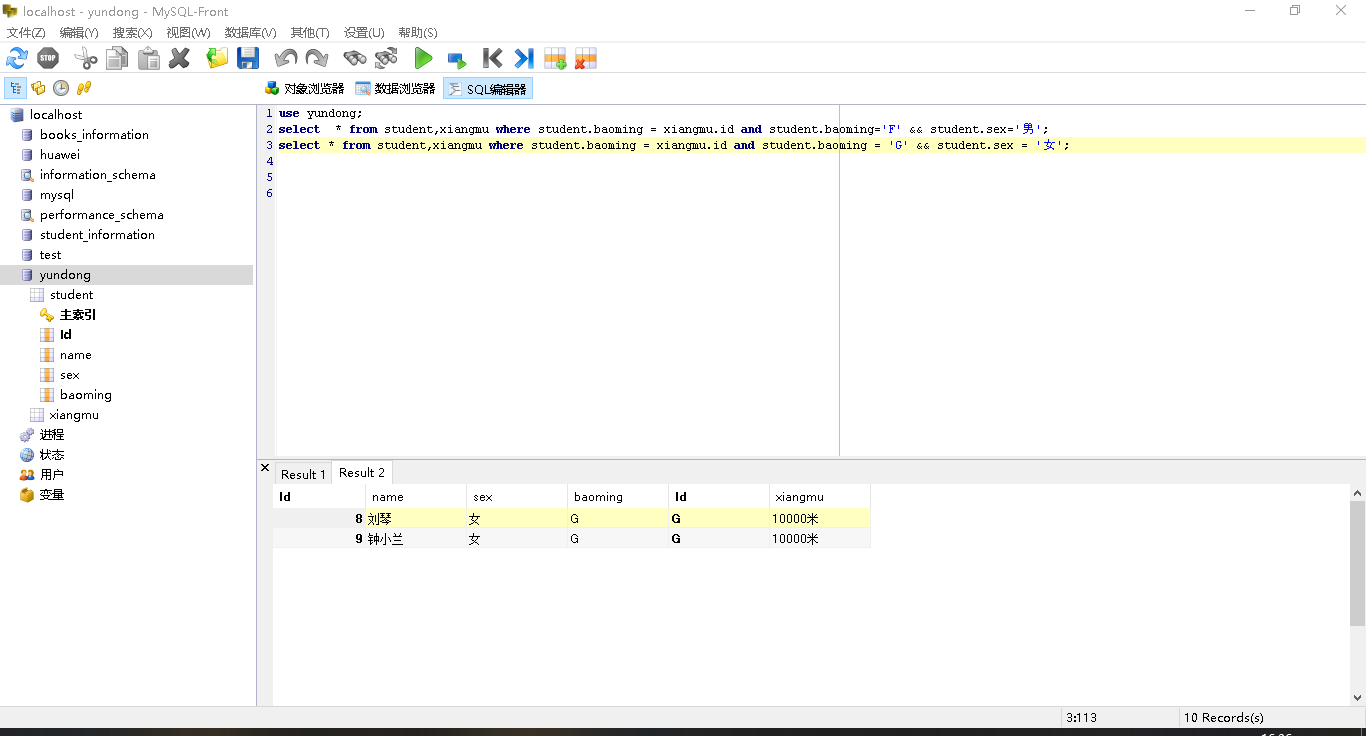 localhost - yundong - MySQL-Front
文件(Z) 编辑(Y) 搜索(X) 视图(W) 数据库(V) 其他(T) 设置(U) 帮助(S)
STOP
对象浏览器 数据浏览器 SQL编辑器
localhost
books_information
huawei
information_schema
mysql
performance_schema
student_information
test
yundong
student
主索引
Id
name
sex
baoming
xiangmu
进程
状态
用户
变量
1 use yundong;
2 select  * from student,xiangmu where student.baoming = xiangmu.id and student.baoming='F' && student.sex='男';
3 select * from student,xiangmu where student.baoming = xiangmu.id and student.baoming = 'G' && student.sex = '女';
4
5
6
Result 1 Result 2
Id name sex baoming Id xiangmu
8 刘琴 女 G G 10000米
9 钟小兰 女 G G 10000米
3:113 10 Records(s)